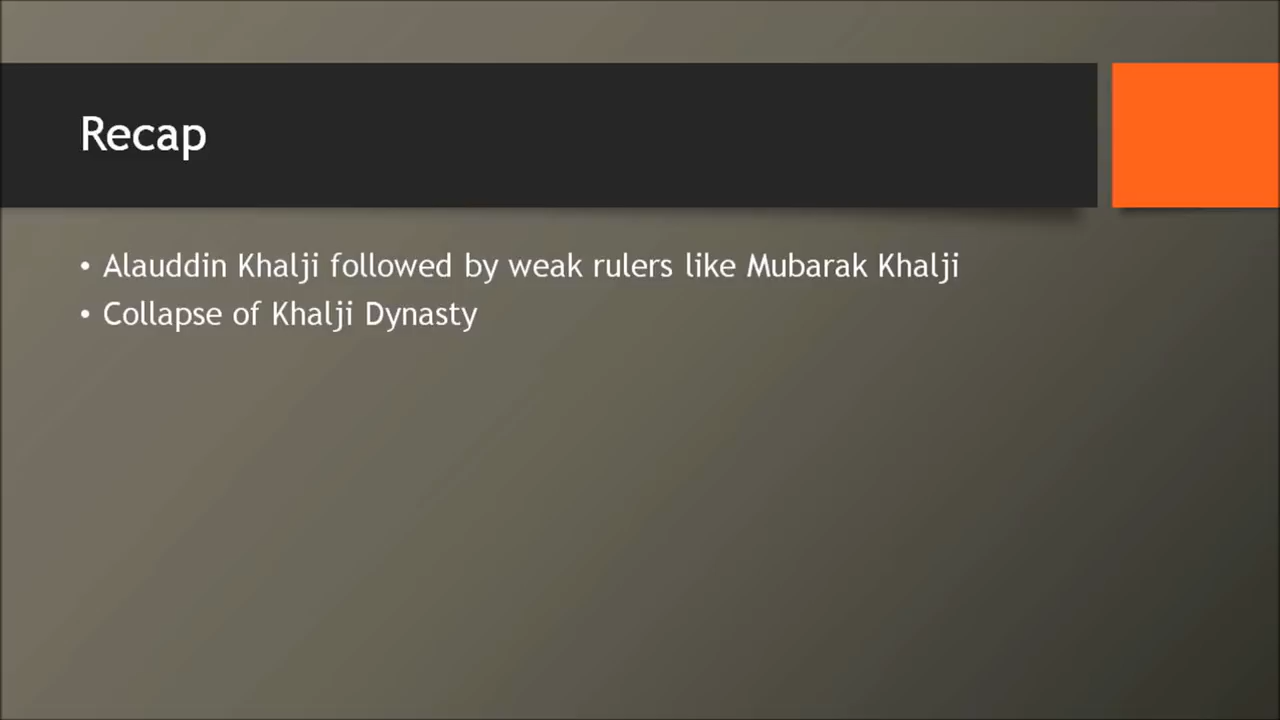 Recap
• Alauddin Khalji followed by weak rulers like Mubarak Khalji
• Collapse of Khalji Dynasty